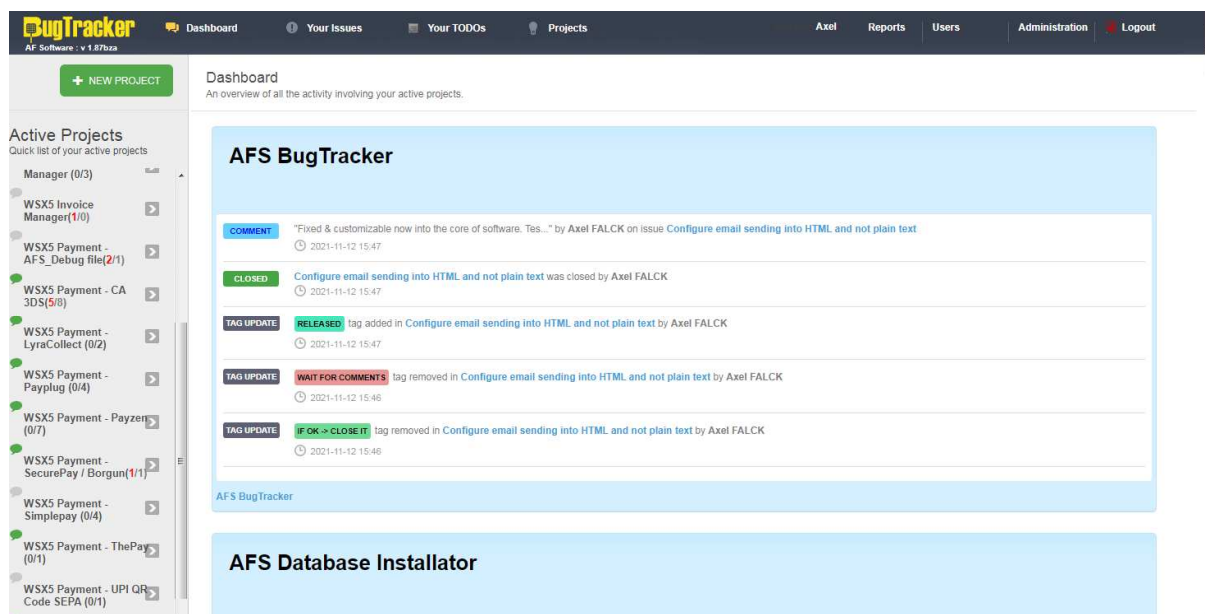 BugTracker
AF Software : v 1.87bza
Dashboard
Your Issues
Your TODOs
Projects
Axel
Reports
Users
Administration
Logout
+ NEW PROJECT
Dashboard
An overview of all the activity involving your active projects.
Active Projects
Quick list of your active projects
Manager (0/3)
WSX5 Invoice
Manager(1/0)
WSX5 Payment -
AFS_Debug file(2/1)
WSX5 Payment - CA
3DS(5/8)
WSX5 Payment -
LyraCollect (0/2)
WSX5 Payment -
Payplug (0/4)
WSX5 Payment - Payzen
(0/7)
WSX5 Payment -
SecurePay / Borgun(1/1)
WSX5 Payment -
Simplepay (0/4)
WSX5 Payment - ThePay
(0/1)
WSX5 Payment - UPI QR
Code SEPA (0/1)
AFS BugTracker
COMMENT "Fixed & customizable now into the core of software. Tes..." by Axel FALCK on issue Configure email sending into HTML and not plain text
2021-11-12 15:47
CLOSED Configure email sending into HTML and not plain text was closed by Axel FALCK
2021-11-12 15:47
TAG UPDATE RELEASED tag added in Configure email sending into HTML and not plain text by Axel FALCK
2021-11-12 15:47
TAG UPDATE WAIT FOR COMMENTS tag removed in Configure email sending into HTML and not plain text by Axel FALCK
2021-11-12 15:46
TAG UPDATE IF OK -> CLOSE IT tag removed in Configure email sending into HTML and not plain text by Axel FALCK
2021-11-12 15:46
AFS BugTracker
AFS Database Installator